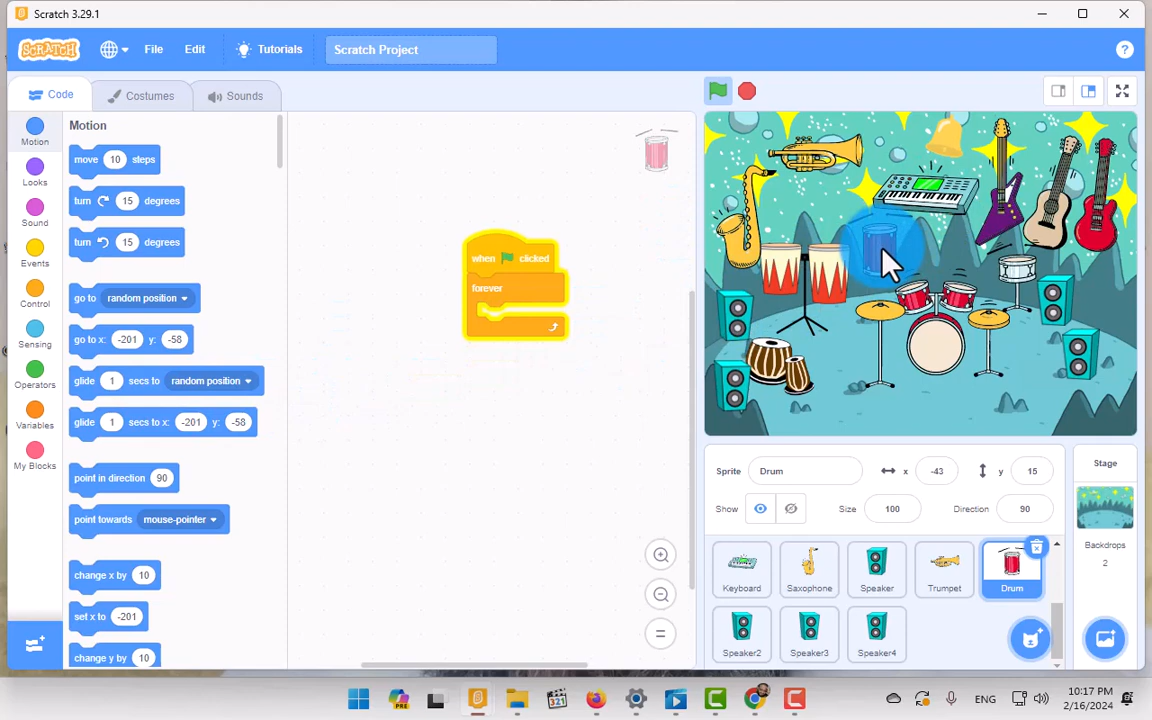 Scratch 3.29.1
SCRATCH
File
Edit
Tutorials
Scratch Project
?
Code
Costumes
Sounds
Motion
Looks
Sound
Events
Control
Sensing
Operators
Variables
My Blocks
Motion
move 10 steps
turn 15 degrees
turn 15 degrees
go to random position
go to x: -201 y: -58
glide 1 secs to random position
glide 1 secs to x: -201 y: -58
point in direction 90
point towards mouse-pointer
change x by 10
set x to -201
change y by 10
when clicked
forever
Sprite Drum x -43 y 15
Show Size 100 Direction 90
Keyboard
Saxophone
Speaker
Trumpet
Drum
Speaker2
Speaker3
Speaker4
Stage
Backdrops
2
PRE
321
ENG
10:17 PM
2/16/2024